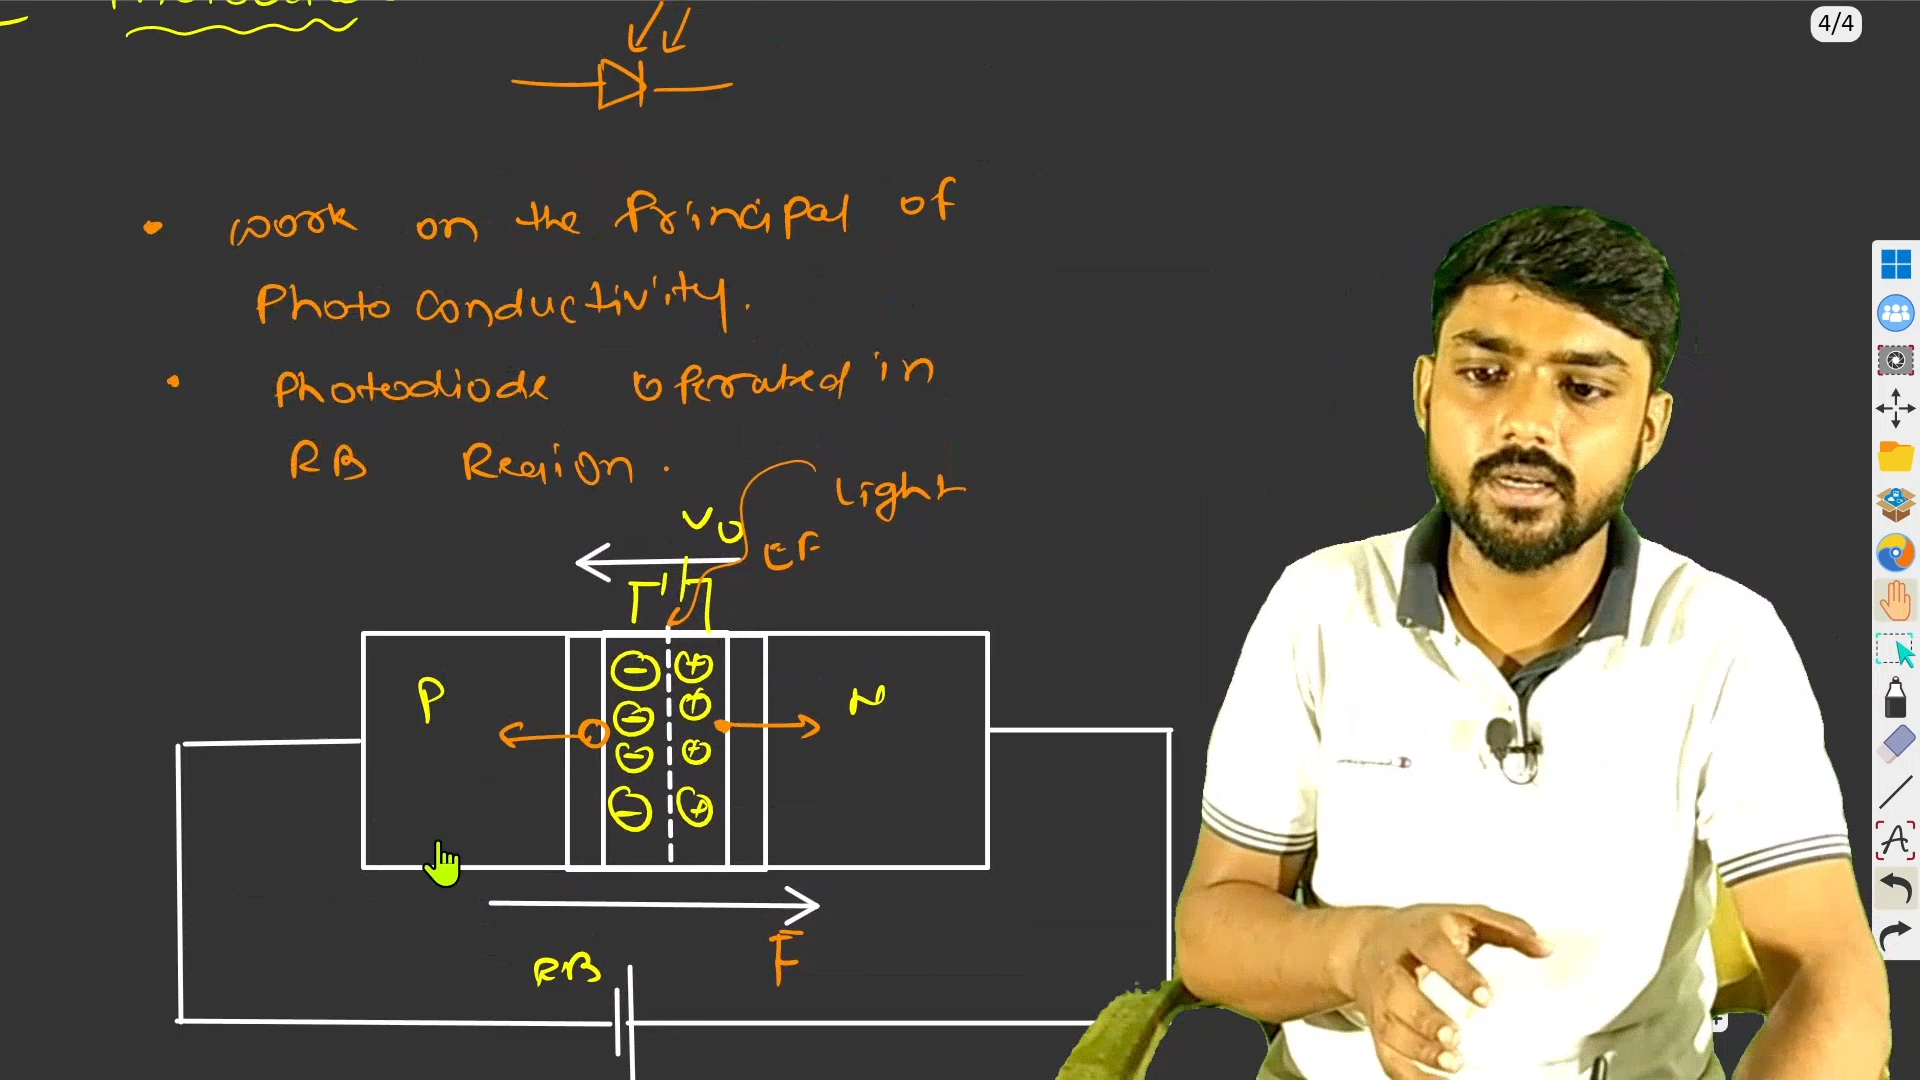 4/4
• work on the Principal of
Photo conductivity.
• Photodiode operated in
RB Region.
Light
V0
EF
P
N
− +
− +
− +
− +
F
RB